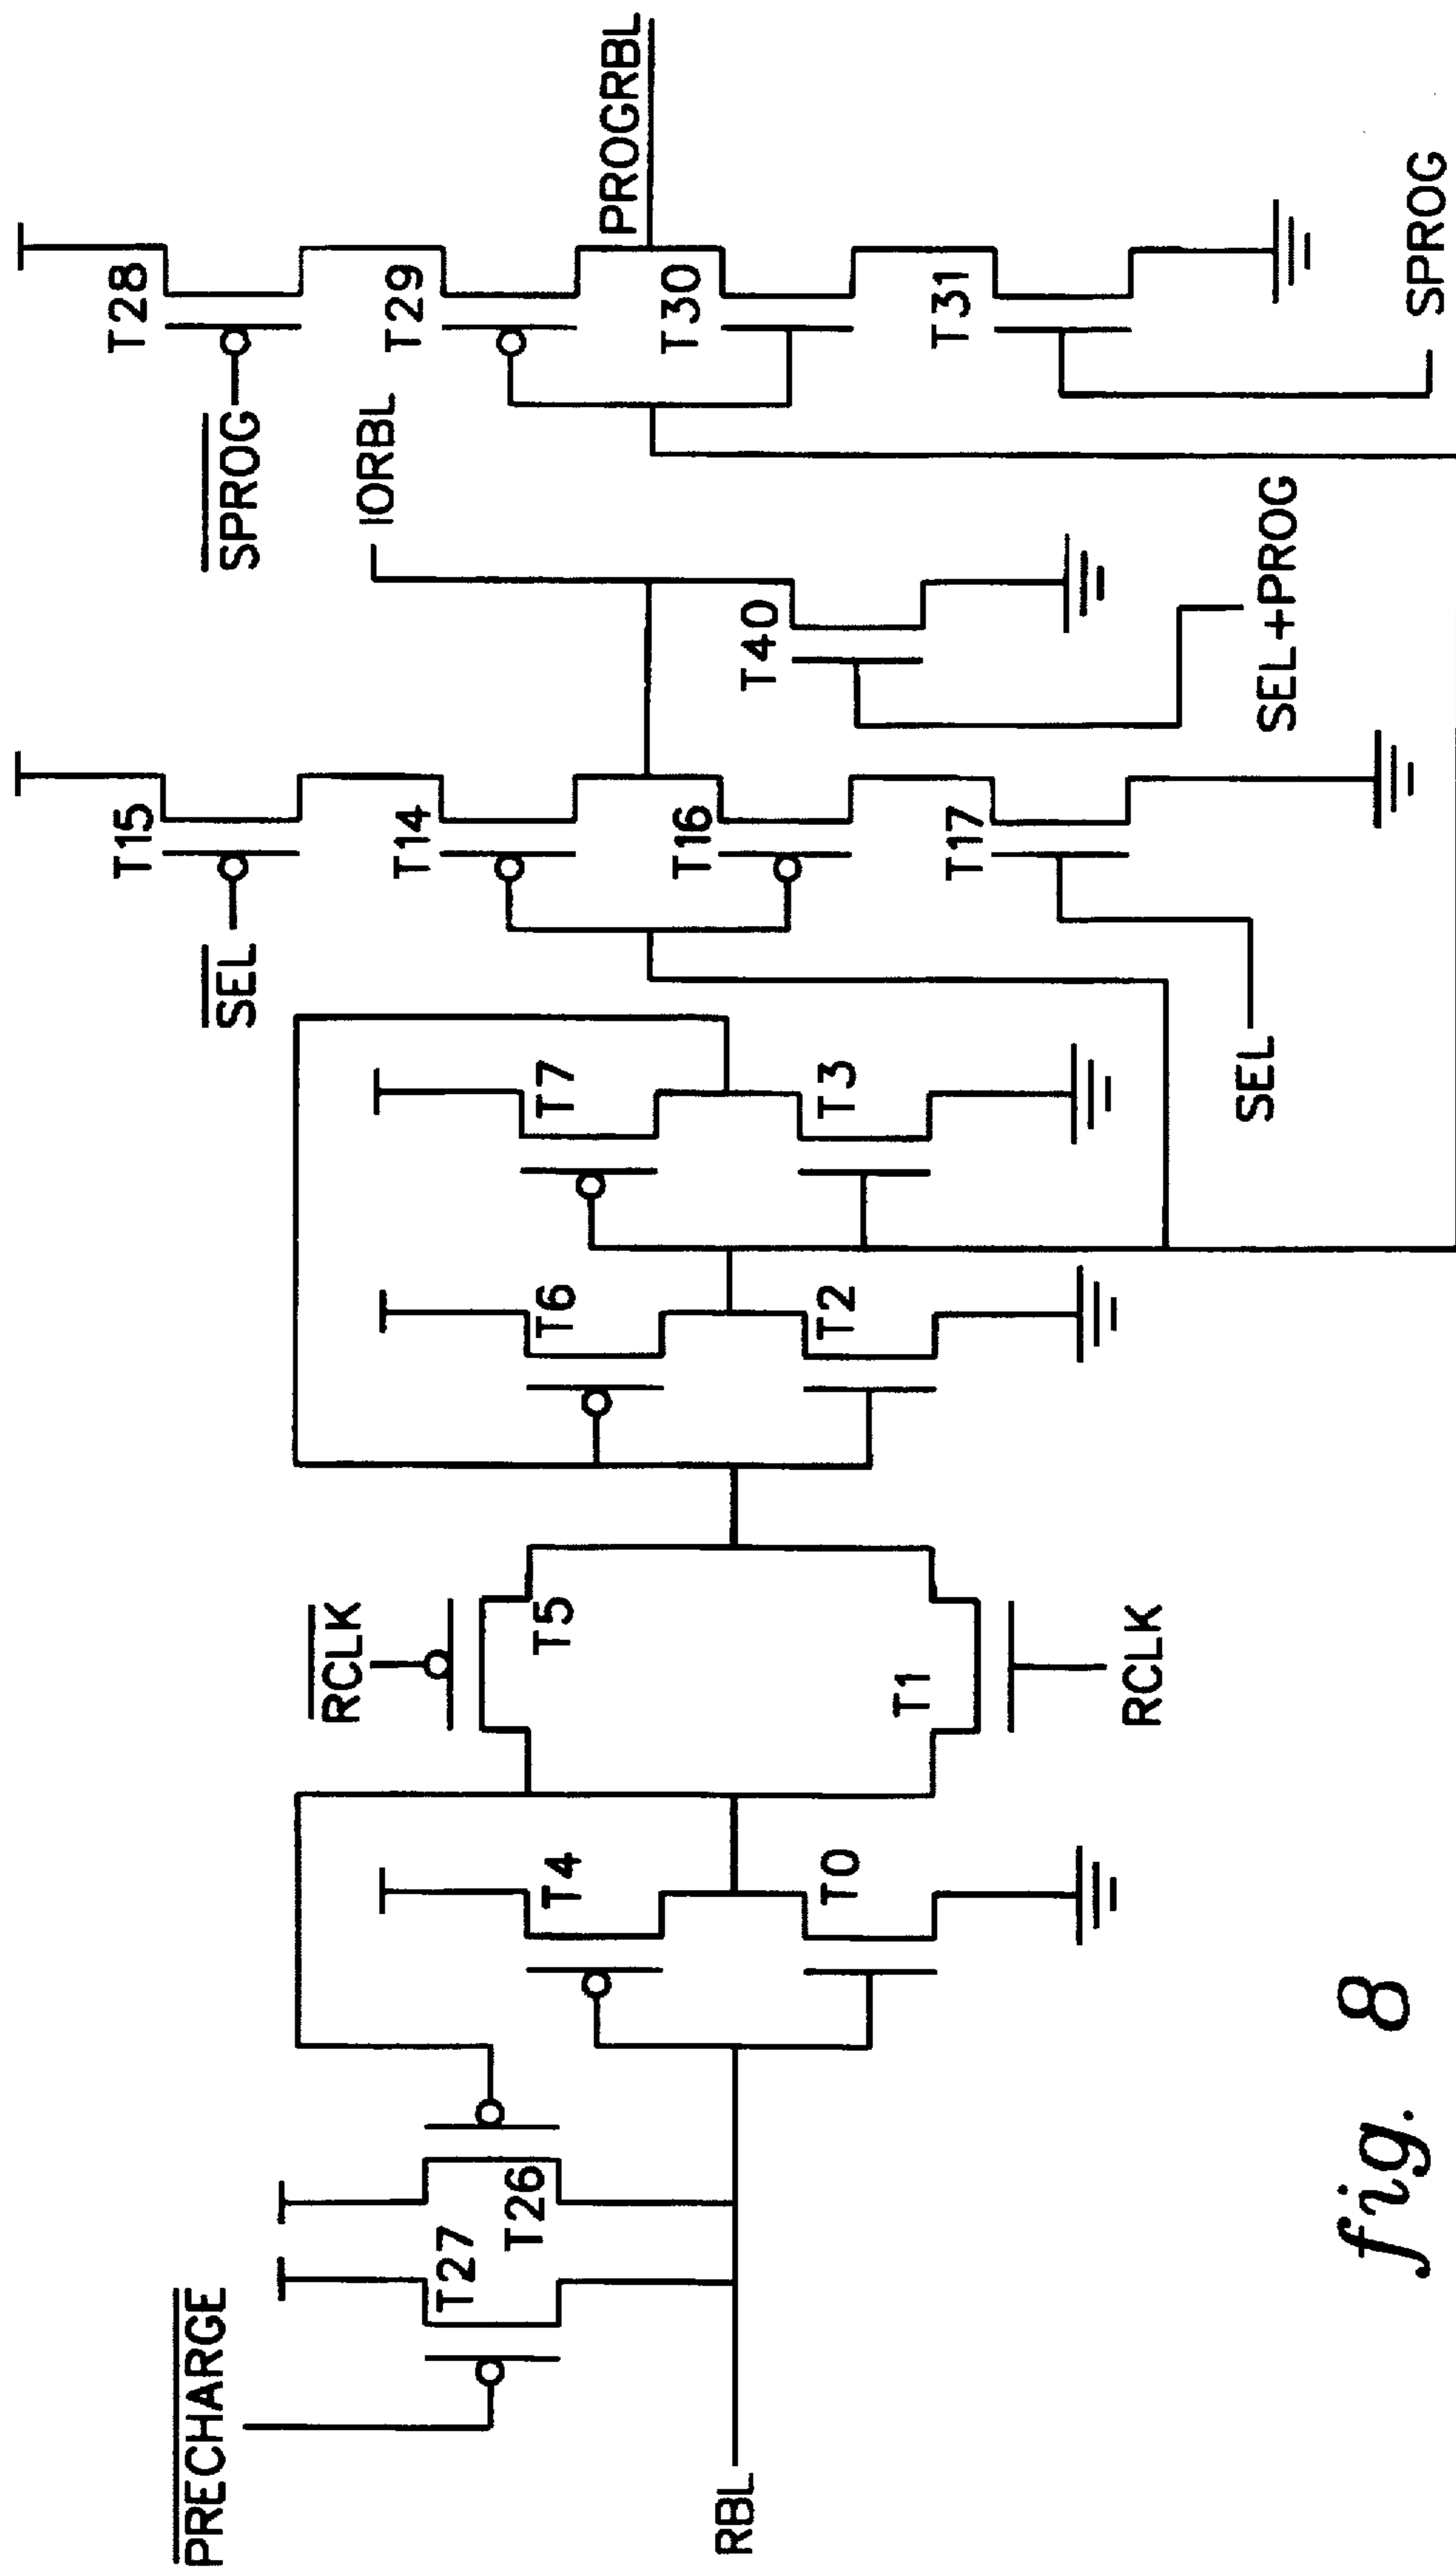 PRECHARGE
RBL
T27
T26
T4
T0
RCLK
T5
T1
RCLK
T6
T2
T7
T3
SEL
SEL
T15
T14
T16
T17
T40
SEL+PROG
IORBL
SPROG
T28
T29
T30
T31
PROGRBL
SPROG
fig. 8